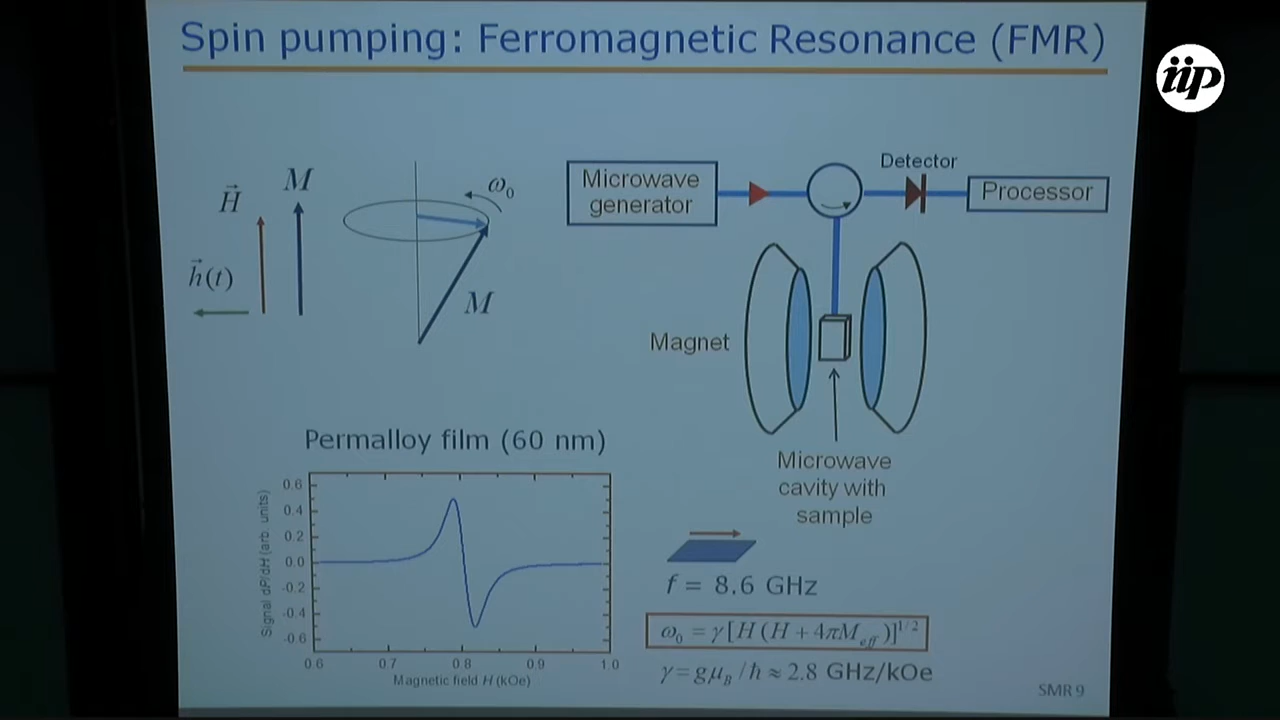 Spin pumping: Ferromagnetic Resonance (FMR)
iip
H⃗
M
ω₀
h⃗(t)
M
Microwave
generator
Detector
Processor
Magnet
Microwave
cavity with
sample
Permalloy film (60 nm)
0.6
0.4
0.2
0.0
-0.2
-0.4
-0.6
Signal dP/dH (arb. units)
0.6 0.7 0.8 0.9 1.0
Magnetic field H (kOe)
f = 8.6 GHz
ω₀ = γ[H(H + 4πM_eff)]^1/2
γ = gμ_B/ħ ≈ 2.8 GHz/kOe
SMR 9